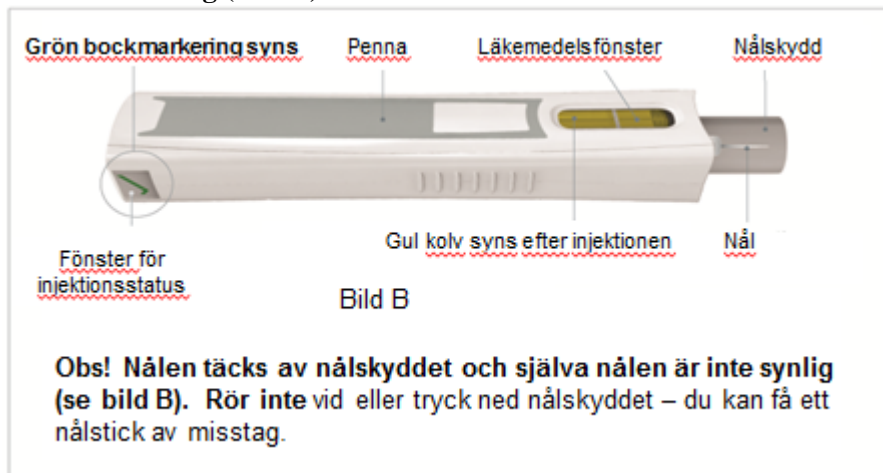 Grön bockmarkering syns
Penna
Läkemedelsfönster
Nålskydd
Fönster för
injektionsstatus
Gul kolv syns efter injektionen
Nål
Bild B
Obs! Nålen täcks av nålskyddet och själva nålen är inte synlig
(se bild B). Rör inte vid eller tryck ned nålskyddet – du kan få ett
nålstick av misstag.